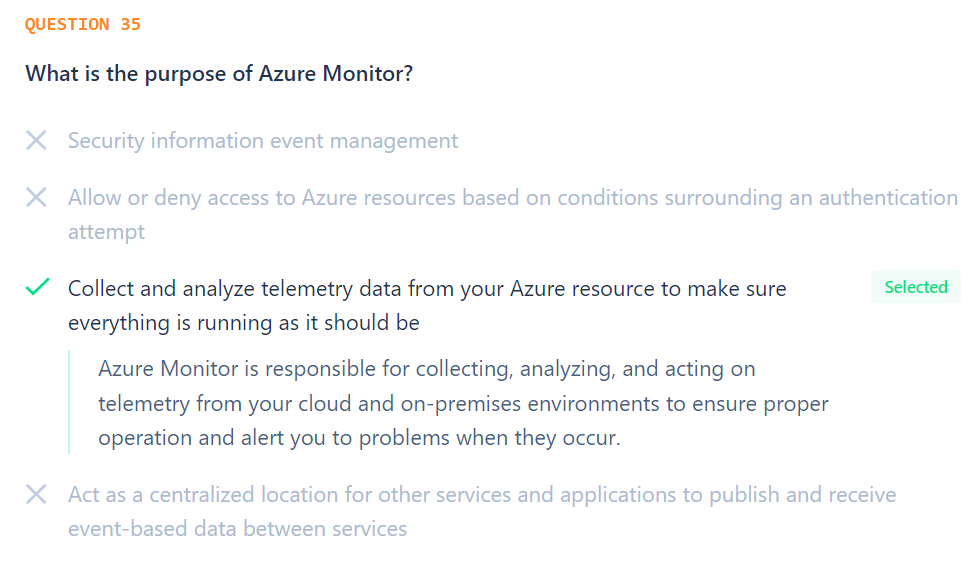 QUESTION 35
What is the purpose of Azure Monitor?
Security information event management
Allow or deny access to Azure resources based on conditions surrounding an authentication
attempt
Collect and analyze telemetry data from your Azure resource to make sure
everything is running as it should be
Selected
Azure Monitor is responsible for collecting, analyzing, and acting on
telemetry from your cloud and on-premises environments to ensure proper
operation and alert you to problems when they occur.
Act as a centralized location for other services and applications to publish and receive
event-based data between services